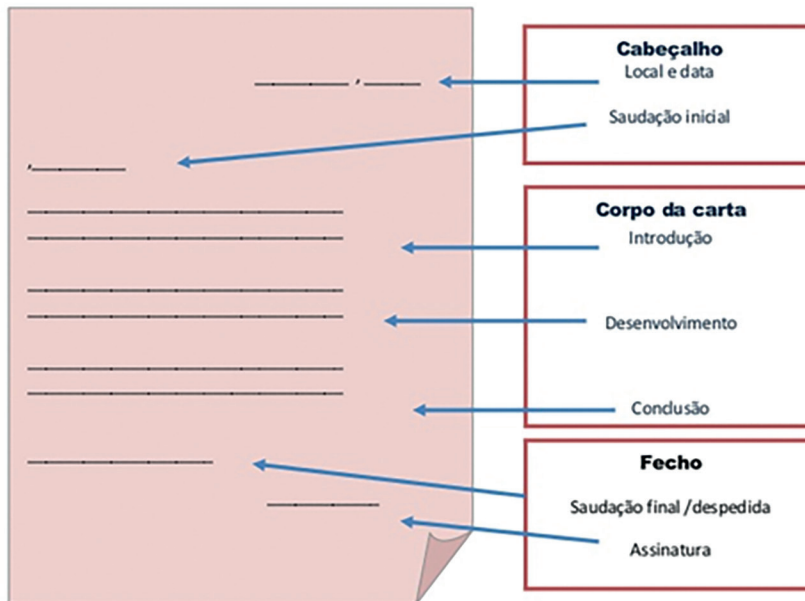 Cabeçalho
Local e data
Saudação inicial
Corpo da carta
Introdução
Desenvolvimento
Conclusão
Fecho
Saudação final/despedida
Assinatura